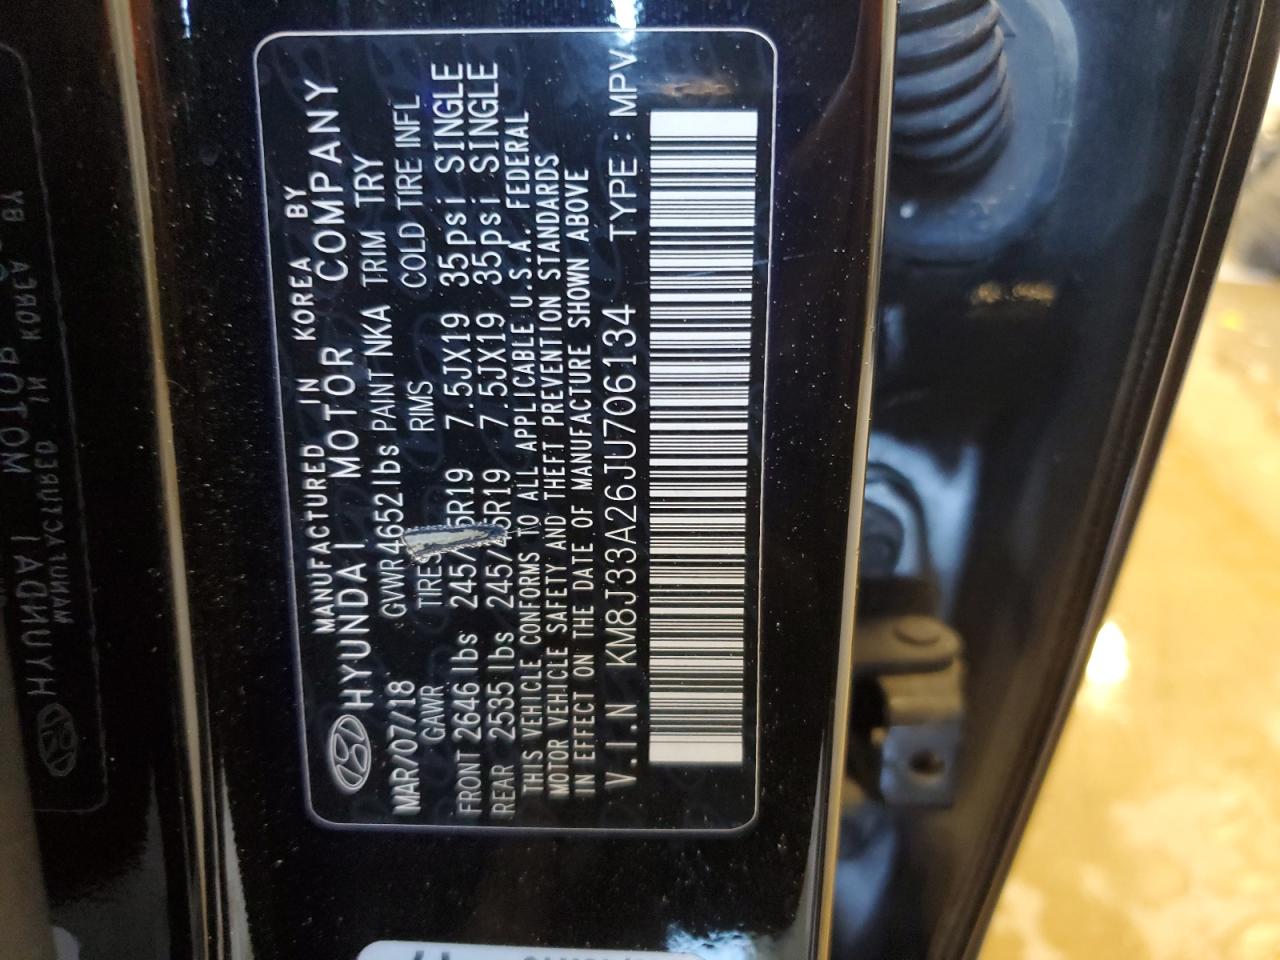 MANUFACTURED IN KOREA BY
HYUNDAI MOTOR COMPANY
MAR/07/18 GVWR 4652lbs PAINT NKA TRIM TRY
GAWR TIRES RIMS COLD TIRE INFL
FRONT 2646 lbs 245/45R19 7.5JX19 35psi SINGLE
REAR 2535 lbs 245/45R19 7.5JX19 35psi SINGLE
THIS VEHICLE CONFORMS TO ALL APPLICABLE U.S.A. FEDERAL
MOTOR VEHICLE SAFETY AND THEFT PREVENTION STANDARDS
IN EFFECT ON THE DATE OF MANUFACTURE SHOWN ABOVE
V.I.N KM8J33A26JU706134 TYPE : MPV